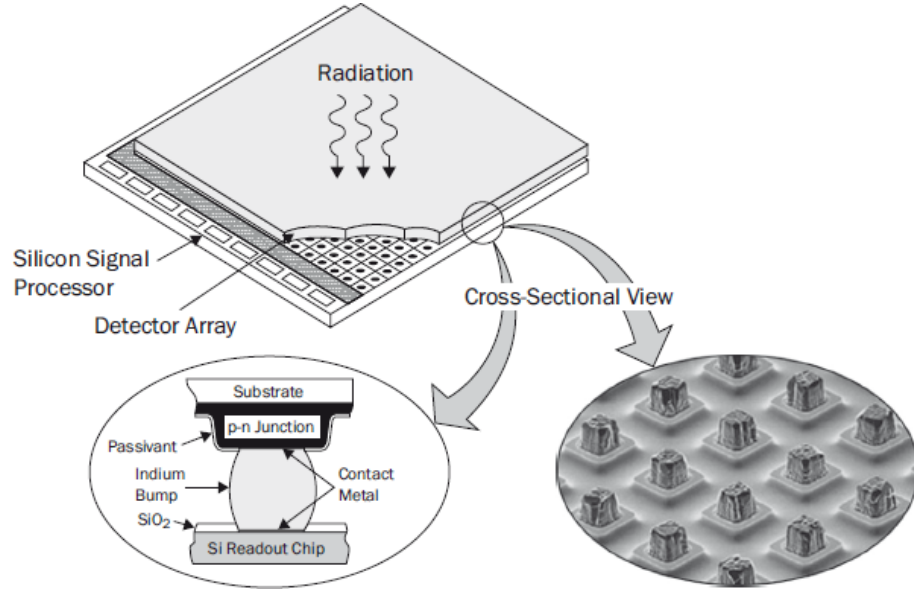 Radiation
Silicon Signal
Processor
Detector Array
Cross-Sectional View
Substrate
p-n Junction
Passivant
Indium
Bump
Contact
Metal
SiO₂
Si Readout Chip